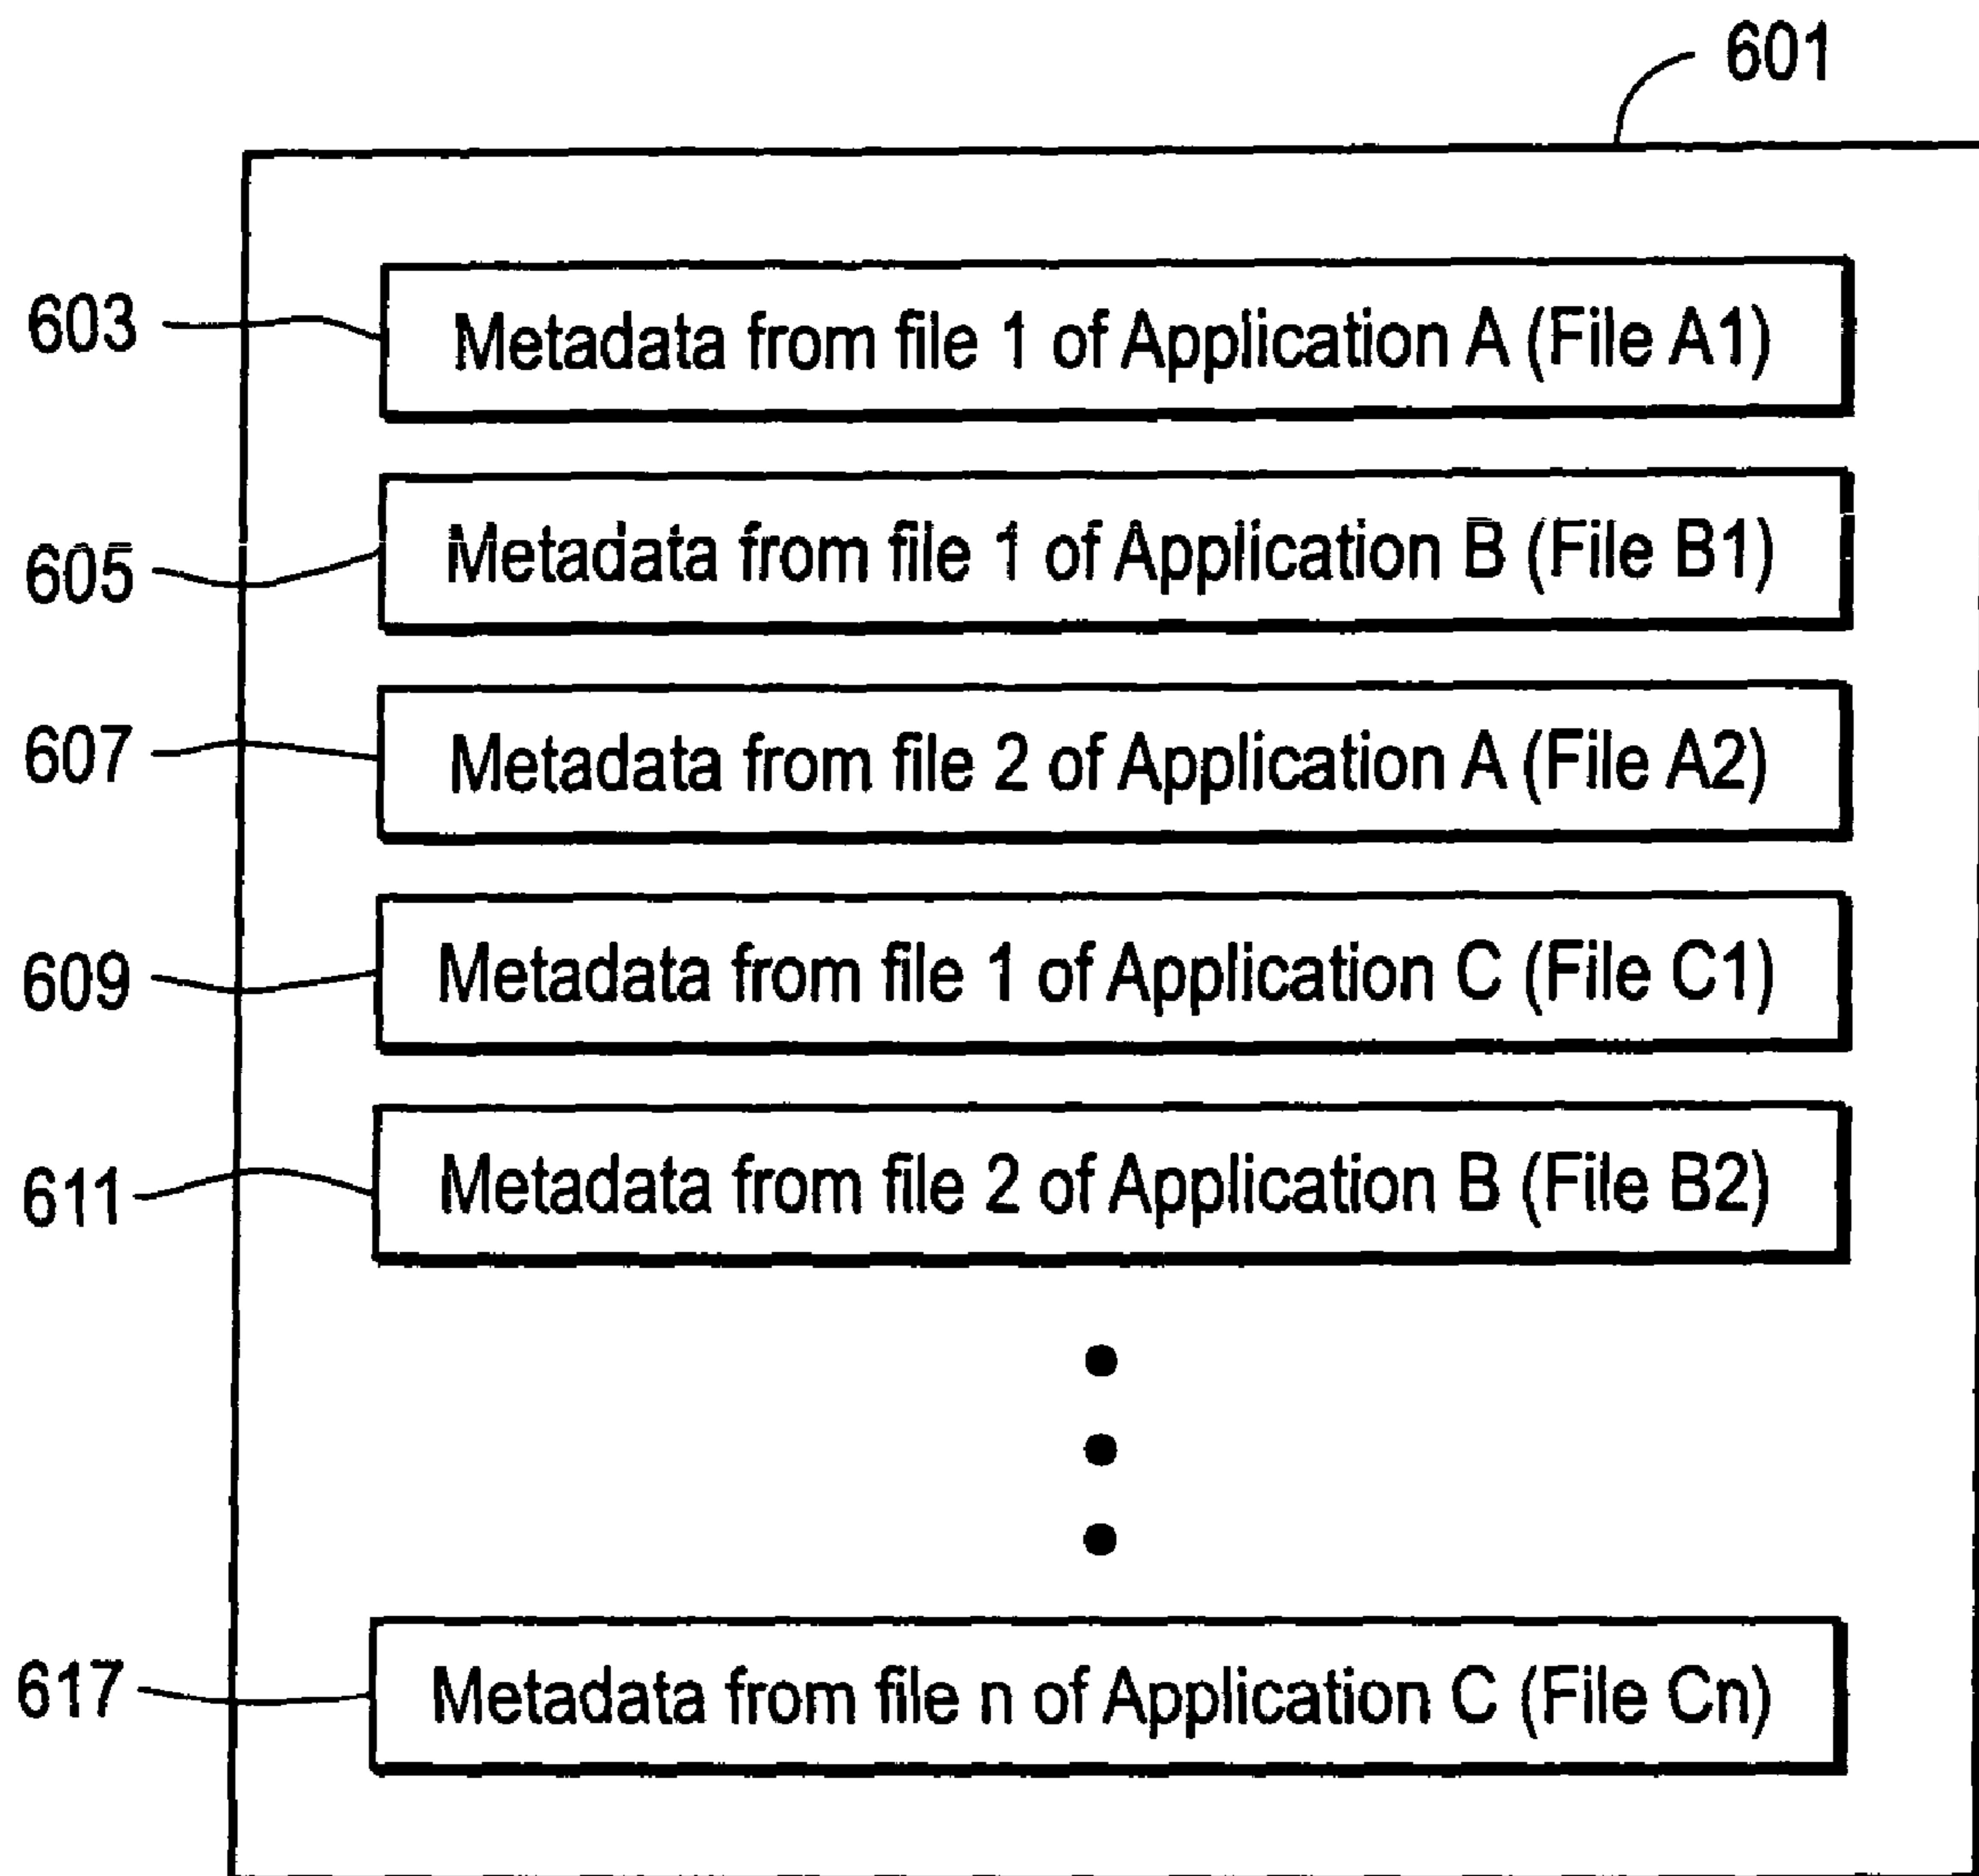 601
603 Metadata from file 1 of Application A (File A1)
605 Metadata from file 1 of Application B (File B1)
607 Metadata from file 2 of Application A (File A2)
609 Metadata from file 1 of Application C (File C1)
611 Metadata from file 2 of Application B (File B2)
617 Metadata from file n of Application C (File Cn)